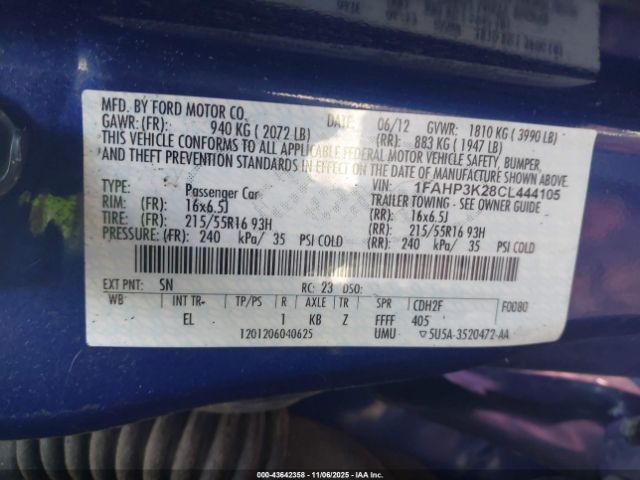 MFD. BY FORD MOTOR CO.
DATE: 06/12 GVWR: 1810 KG ( 3990 LB)
GAWR: (FR): 940 KG ( 2072 LB) (RR): 883 KG ( 1947 LB)
THIS VEHICLE CONFORMS TO ALL APPLICABLE FEDERAL MOTOR VEHICLE SAFETY, BUMPER,
AND THEFT PREVENTION STANDARDS IN EFFECT ON THE DATE OF MANUFACTURE SHOWN ABOVE.
VIN: 1FAHP3K28CL444105
TYPE: Passenger Car TRAILER TOWING - SEE OWNER GUIDE
RIM: (FR): 16x6.5J (RR): 16x6.5J
TIRE: (FR): 215/55R16 93H (RR): 215/55R16 93H
PRESSURE: (FR): 240 kPa/ 35 PSI COLD (RR): 240 kPa/ 35 PSI COLD
EXT PNT: SN RC: 23 DSO:
WB INT TR TP/PS R AXLE TR SPR CDH2F F0080
EL 1 KB Z FFFF 405
1201206040625 UMU ▽5U5A-3520472-AA
000-43642358 - 11/06/2025 - IAAI.COM